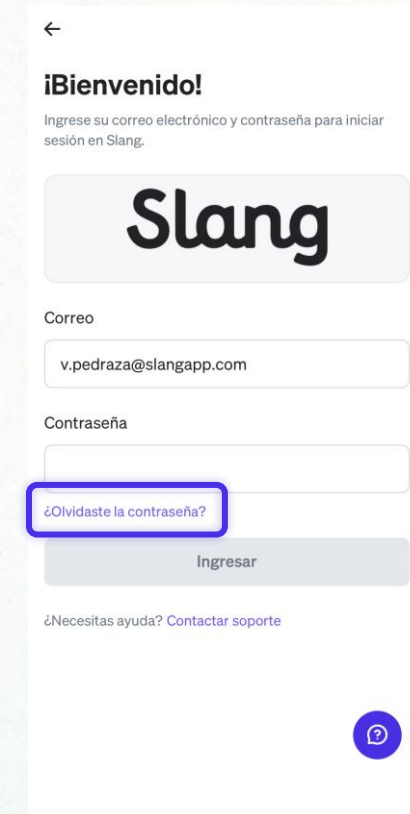 ¡Bienvenido!
Ingrese su correo electrónico y contraseña para iniciar
sesión en Slang.
Slang
Correo
v.pedraza@slangapp.com
Contraseña
¿Olvidaste la contraseña?
Ingresar
¿Necesitas ayuda? Contactar soporte